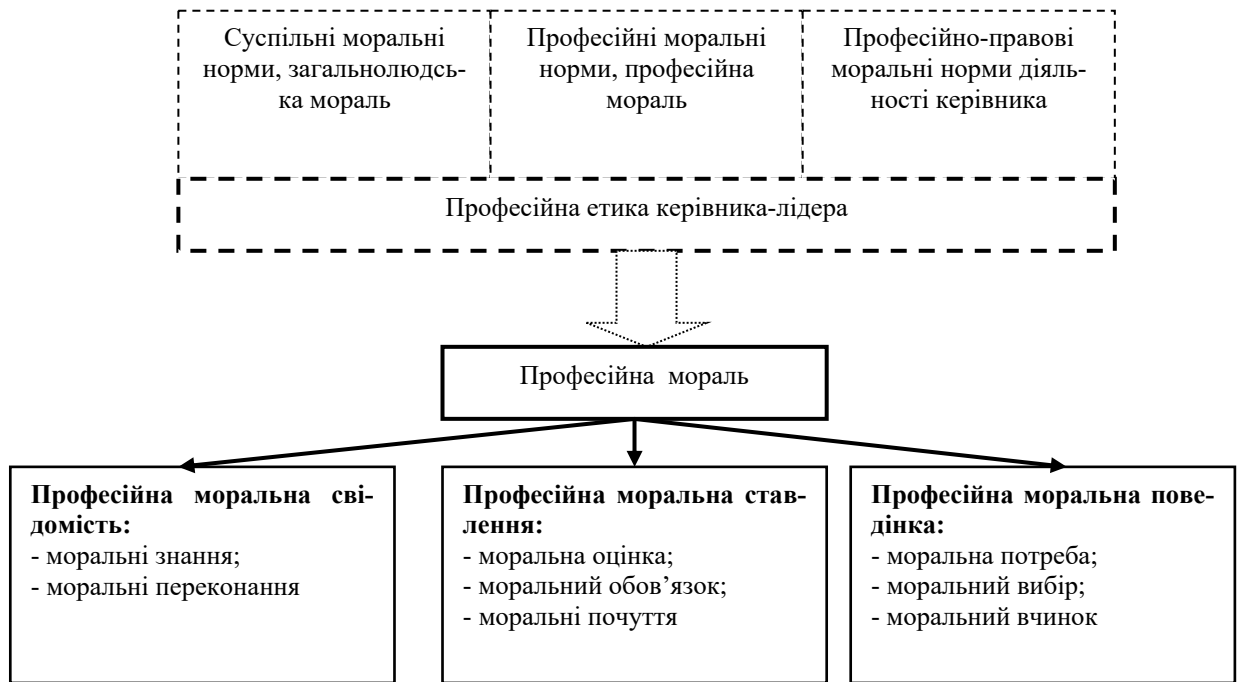 Суспільні моральні
норми, загальнолюдсь-
ка мораль
Професійні моральні
норми, професійна
мораль
Професійно-правові
моральні норми діяль-
ності керівника
Професійна етика керівника-лідера
Професійна мораль
Професійна моральна сві-
домість:
- моральні знання;
- моральні переконання
Професійна моральна став-
лення:
- моральна оцінка;
- моральний обов’язок;
- моральні почуття
Професійна моральна пове-
дінка:
- моральна потреба;
- моральний вибір;
- моральний вчинок